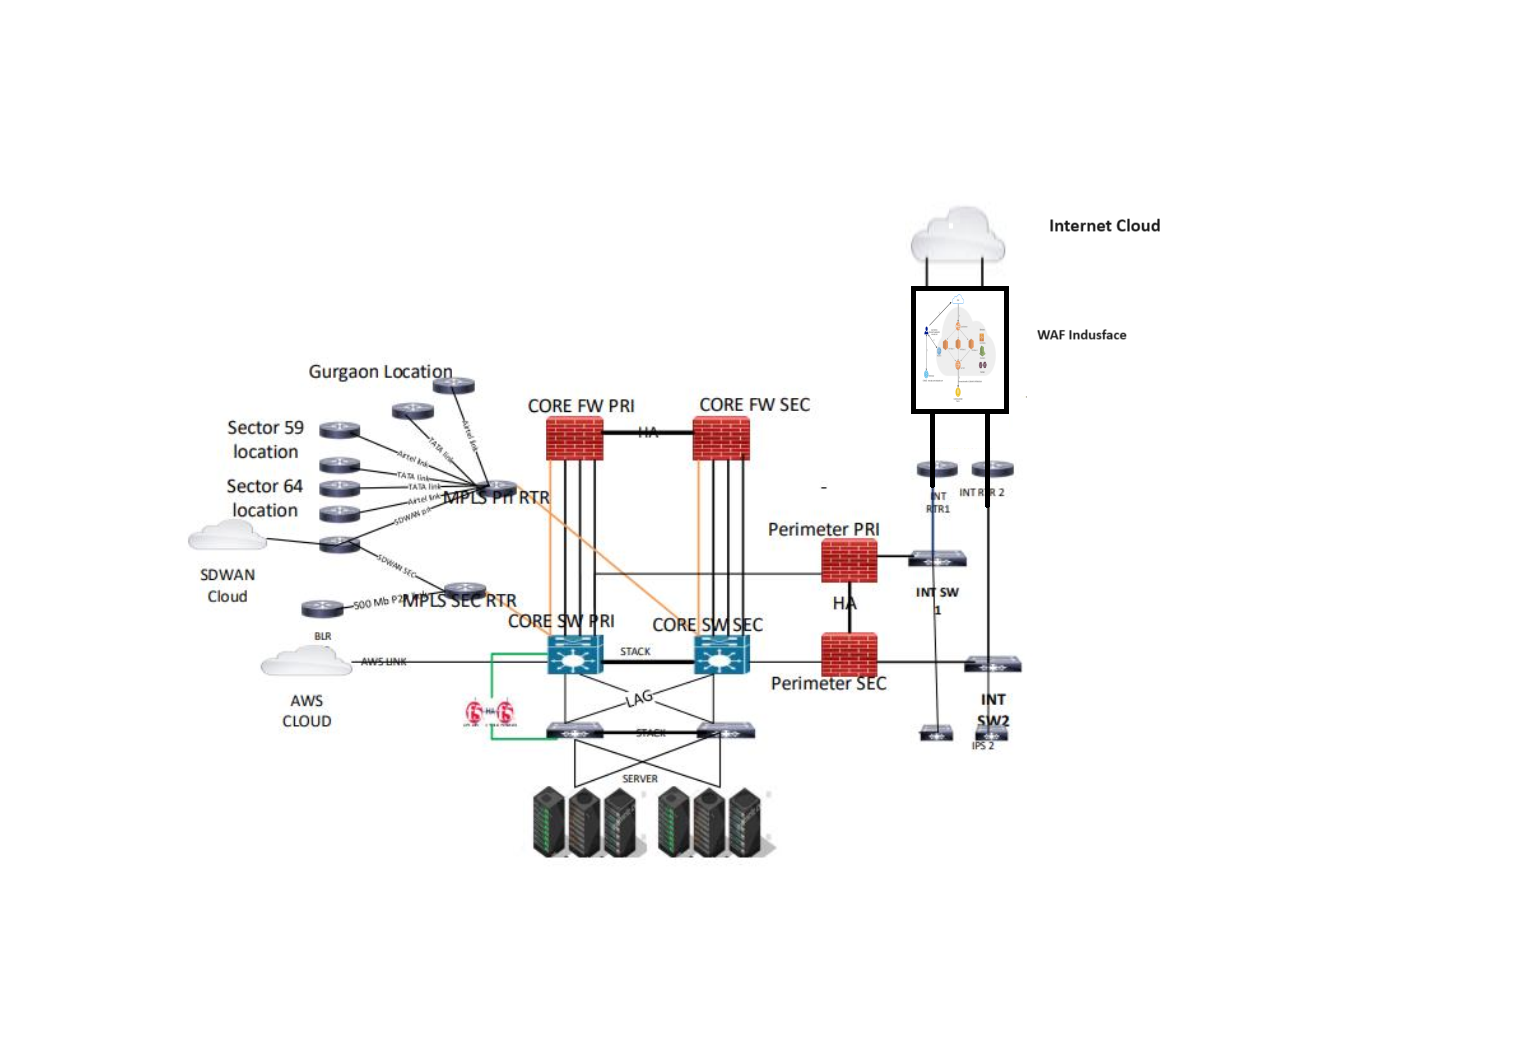 Internet Cloud
WAF Indusface
Gurgaon Location
CORE FW PRI
CORE FW SEC
HA
Sector 59
location
Airtel link
TATA link
Airtel link
TATA link
TATA link
Airtel link
Sector 64
location
MPLS Pri RTR
SDWAN pri
INT
RTR1
INT RTR 2
Perimeter PRI
SDWAN
Cloud
SDWAN SEC
500 Mb P2P link
MPLS SEC RTR
BLR
CORE SW PRI
CORE SW SEC
HA
INT SW
1
STACK
AWS LINK
Perimeter SEC
AWS
CLOUD
LAG
HA
INT
SW2
STACK
IPS 2
SERVER